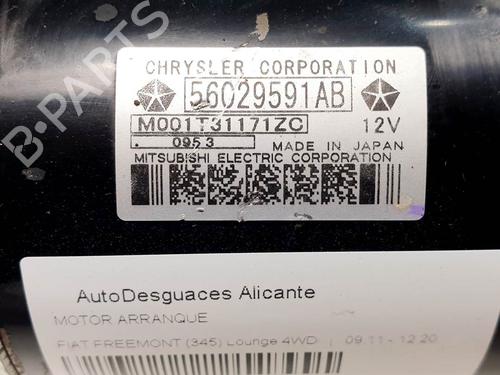 CHRYSLER CORPORATION
56029591AB
M001T31171ZC 12V
0953 MADE IN JAPAN
MITSUBISHI ELECTRIC CORPORATION
AutoDesguaces Alicante
MOTOR ARRANQUE
FIAT FREEMONT (345) Lounge 4WD | 09.11 - 12.20